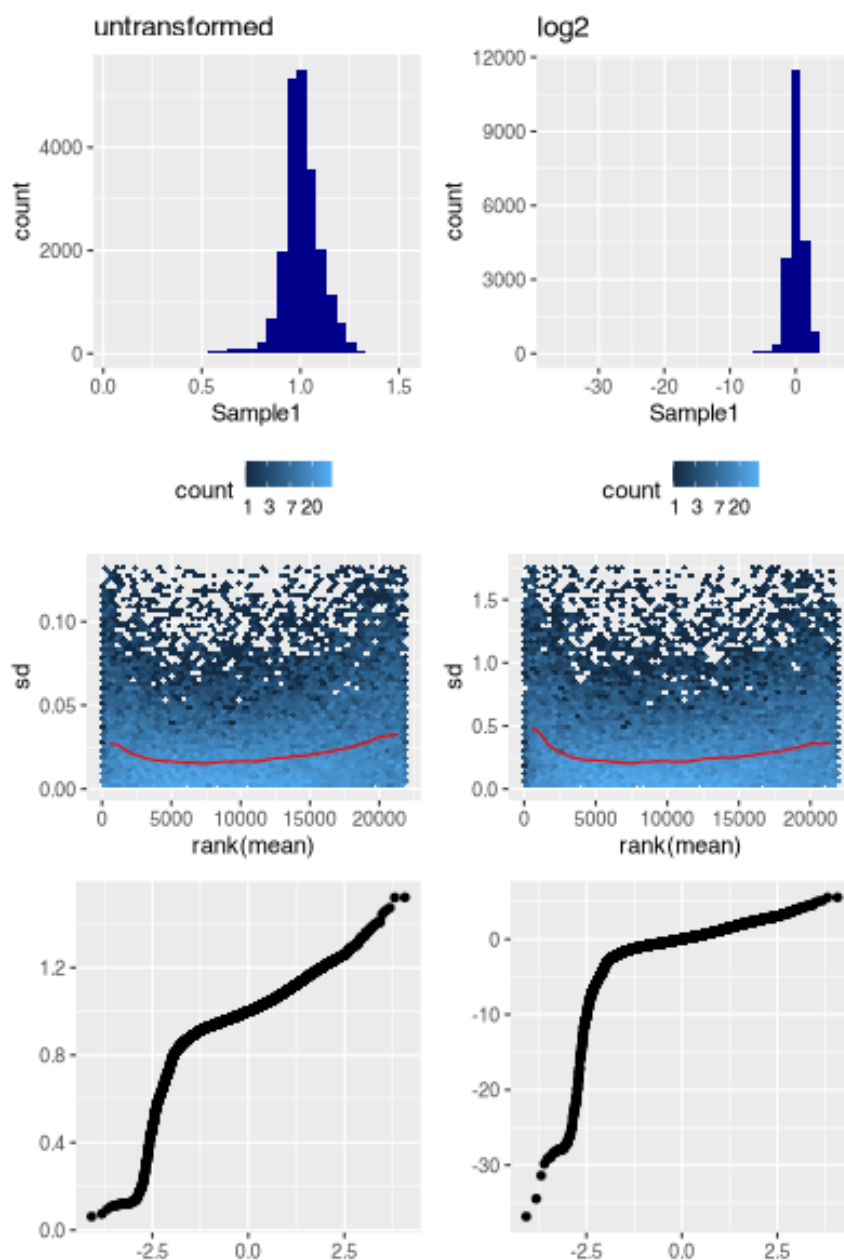 untransformed log2
12000
4000 9000
count count
6000
2000
3000
0 0
0.0 0.5 1.0 1.5 -30 -20 -10 0
Sample1 Sample1
count count
1 3 7 20 1 3 7 20
0.10 1.5
sd sd
1.0
0.05
0.5
0.00 0.0
0 5000 10000 15000 20000 0 5000 10000 15000 20000
rank(mean) rank(mean)
1.2 0
0.8 -10
-20
0.4
-30
0.0
-2.5 0.0 2.5 -2.5 0.0 2.5